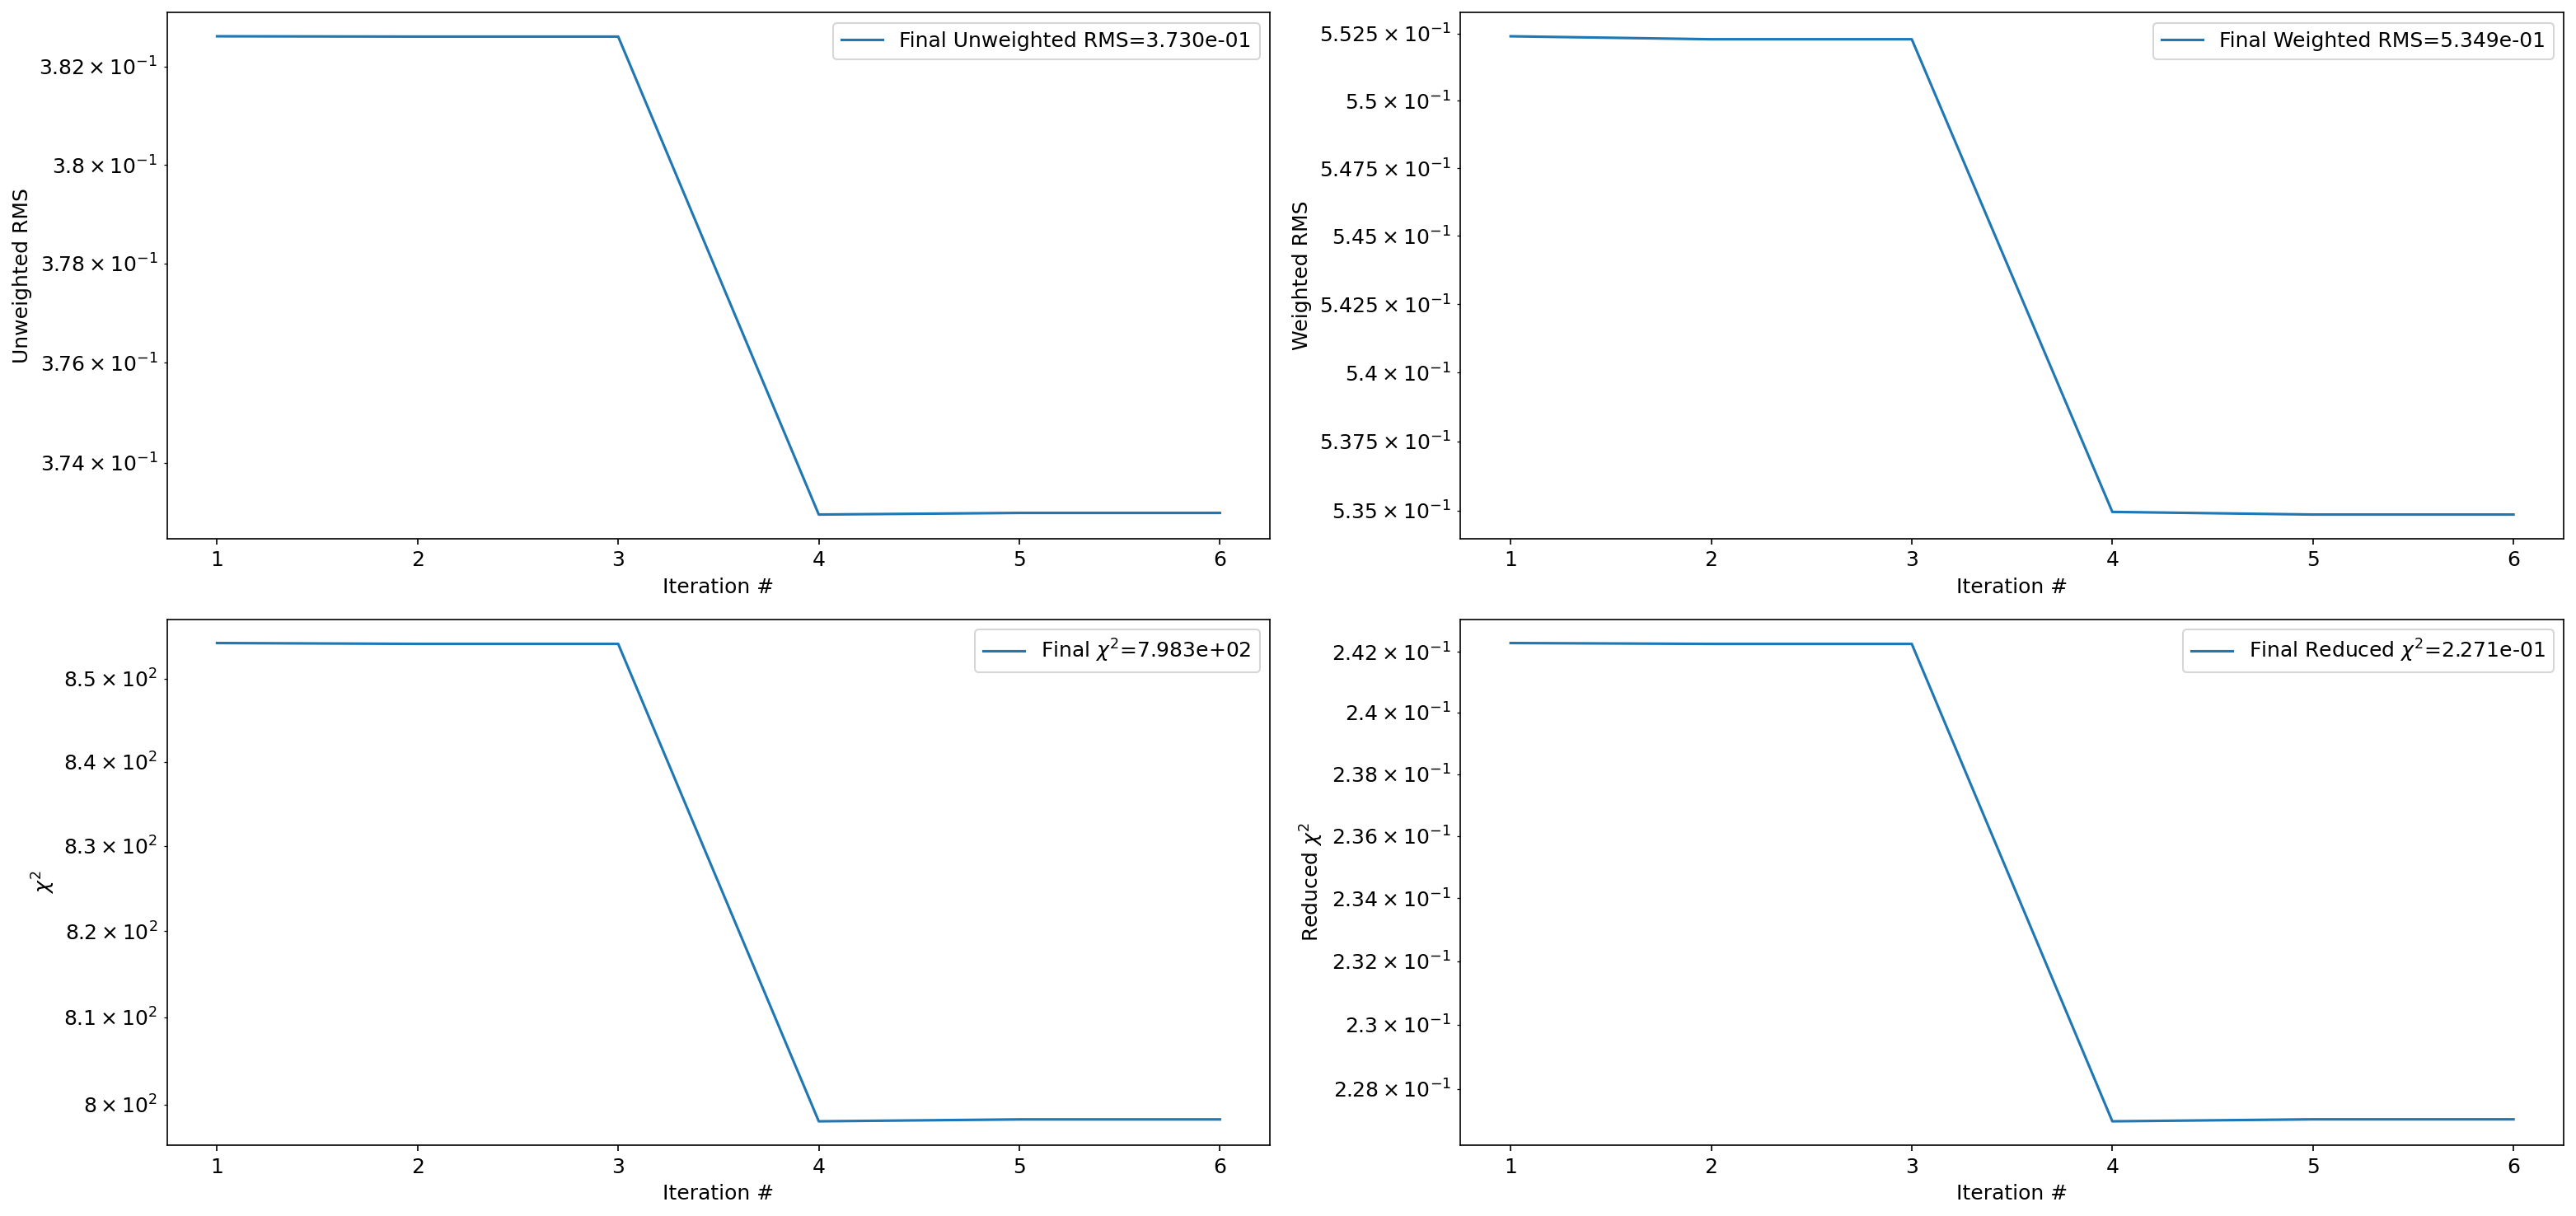 Final Unweighted RMS=3.730e-01
3.82 × 10⁻¹
3.8 × 10⁻¹
3.78 × 10⁻¹
3.76 × 10⁻¹
3.74 × 10⁻¹
Unweighted RMS
1 2 3 4 5 6
Iteration #
Final Weighted RMS=5.349e-01
5.525 × 10⁻¹
5.5 × 10⁻¹
5.475 × 10⁻¹
5.45 × 10⁻¹
5.425 × 10⁻¹
5.4 × 10⁻¹
5.375 × 10⁻¹
5.35 × 10⁻¹
Weighted RMS
1 2 3 4 5 6
Iteration #
Final χ²=7.983e+02
8.5 × 10²
8.4 × 10²
8.3 × 10²
8.2 × 10²
8.1 × 10²
8 × 10²
χ²
1 2 3 4 5 6
Iteration #
Final Reduced χ²=2.271e-01
2.42 × 10⁻¹
2.4 × 10⁻¹
2.38 × 10⁻¹
2.36 × 10⁻¹
2.34 × 10⁻¹
2.32 × 10⁻¹
2.3 × 10⁻¹
2.28 × 10⁻¹
Reduced χ²
1 2 3 4 5 6
Iteration #